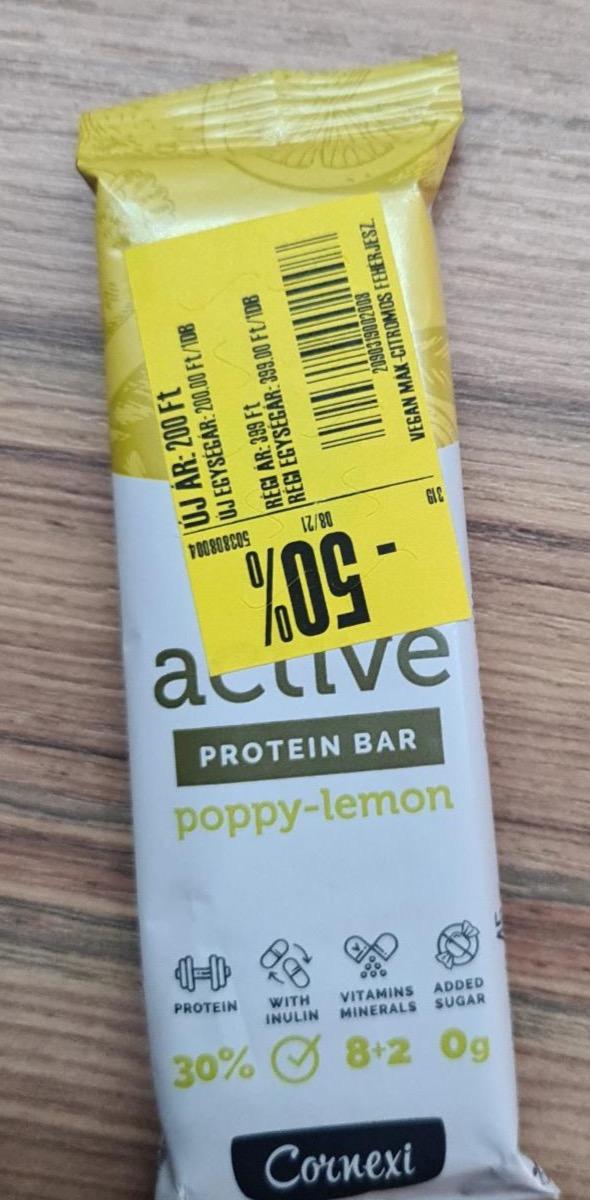 ÚJ ÁR: 200 Ft
ÚJ EGYSÉGÁR: 200.00 Ft/1DB
RÉGI ÁR: 399 Ft
RÉGI EGYSÉGÁR: 399.00 Ft/1DB
2090319002008
VEGAN MÁK-CITROMOS FEHÉRJESZ.
503808004
08/21
319
- 50%
active
PROTEIN BAR
poppy-lemon
PROTEIN
30%
WITH
INULIN
VITAMINS
MINERALS
8+2
ADDED
SUGAR
0g
Cornexi